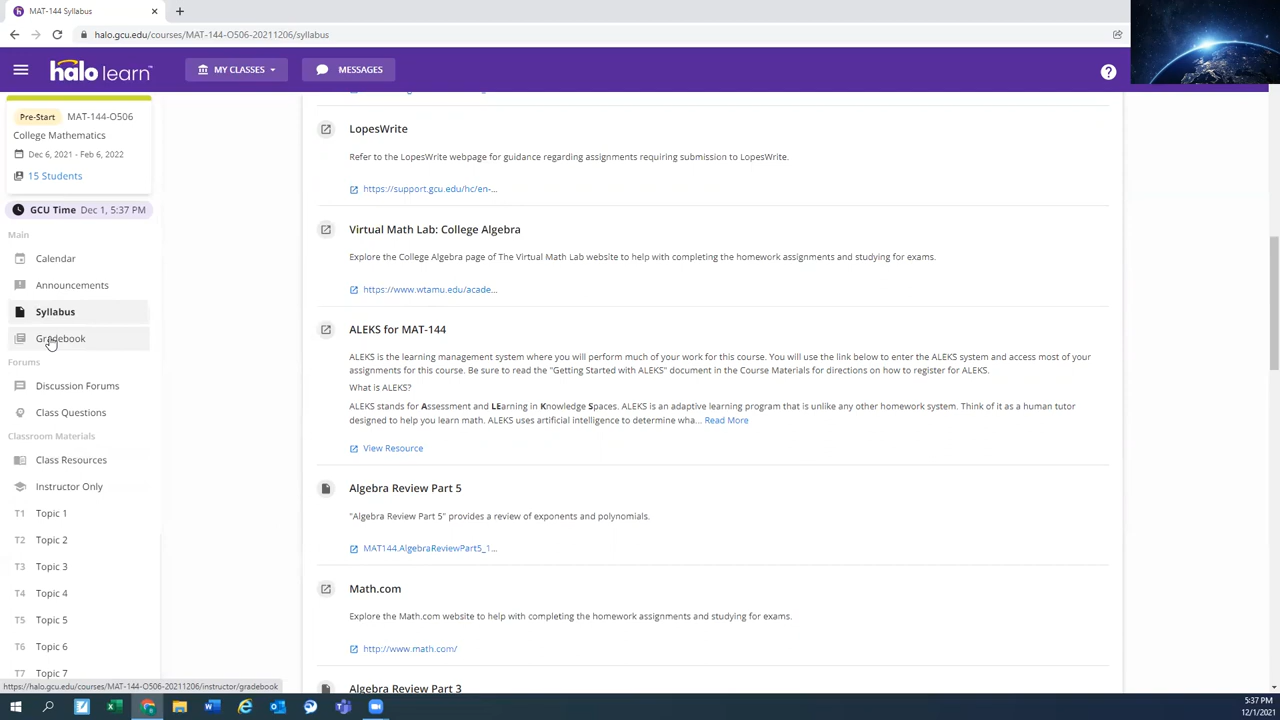 MAT-144 Syllabus
halo.gcu.edu/courses/MAT-144-O506-20211206/syllabus
halo learn
MY CLASSES
MESSAGES
Pre-Start MAT-144-O506
College Mathematics
Dec 6, 2021 - Feb 6, 2022
15 Students
GCU Time Dec 1, 5:37 PM
Main
Calendar
Announcements
Syllabus
Gradebook
Forums
Discussion Forums
Class Questions
Classroom Materials
Class Resources
Instructor Only
T1 Topic 1
T2 Topic 2
T3 Topic 3
T4 Topic 4
T5 Topic 5
T6 Topic 6
T7 Topic 7
LopesWrite
Refer to the LopesWrite webpage for guidance regarding assignments requiring submission to LopesWrite.
https://support.gcu.edu/hc/en-...
Virtual Math Lab: College Algebra
Explore the College Algebra page of The Virtual Math Lab website to help with completing the homework assignments and studying for exams.
https://www.wtamu.edu/acade...
ALEKS for MAT-144
ALEKS is the learning management system where you will perform much of your work for this course. You will use the link below to enter the ALEKS system and access most of your
assignments for this course. Be sure to read the "Getting Started with ALEKS" document in the Course Materials for directions on how to register for ALEKS.
What is ALEKS?
ALEKS stands for Assessment and LEarning in Knowledge Spaces. ALEKS is an adaptive learning program that is unlike any other homework system. Think of it as a human tutor
designed to help you learn math. ALEKS uses artificial intelligence to determine wha... Read More
View Resource
Algebra Review Part 5
"Algebra Review Part 5" provides a review of exponents and polynomials.
MAT144.AlgebraReviewPart5_1...
Math.com
Explore the Math.com website to help with completing the homework assignments and studying for exams.
http://www.math.com/
Algebra Review Part 3
https://halo.gcu.edu/courses/MAT-144-O506-20211206/instructor/gradebook
5:37 PM
12/1/2021